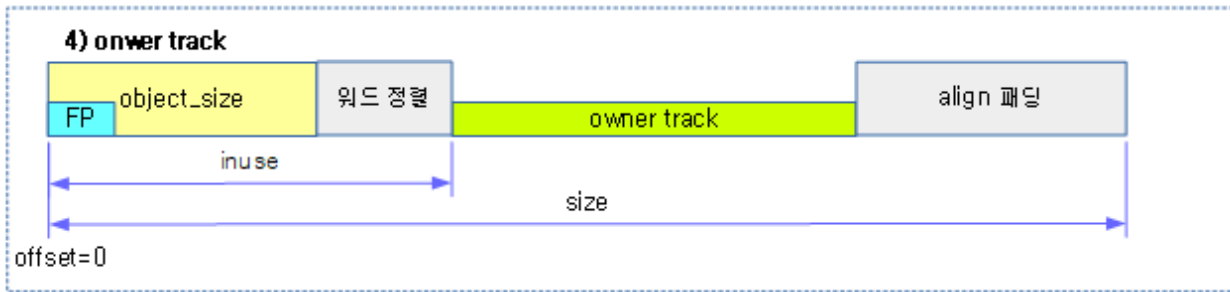 4) onwer track
object_size
워드 정렬
align 패딩
FP
owner track
inuse
size
offset=0